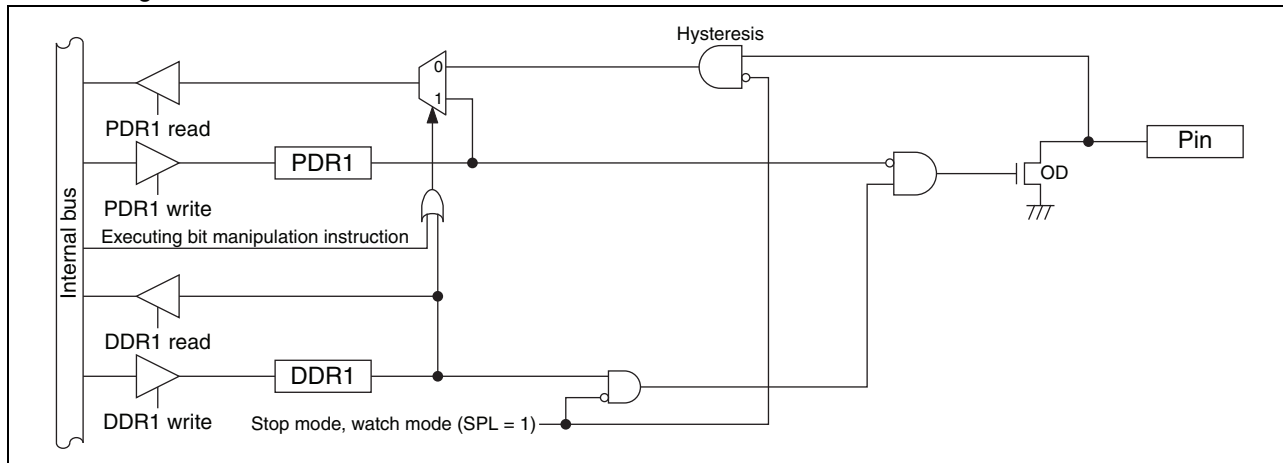 Hysteresis
0
1
PDR1 read
PDR1
Pin
OD
PDR1 write
Executing bit manipulation instruction
Internal bus
DDR1 read
DDR1
DDR1 write
Stop mode, watch mode (SPL = 1)